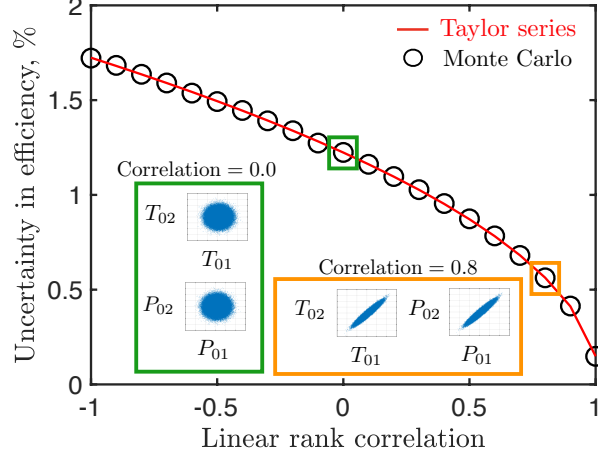 2
1.5
1
0.5
0
-1
-0.5
0
0.5
1
Uncertainty in efficiency, %
Linear rank correlation
Taylor series
Monte Carlo
Correlation = 0.0
T02
T01
P02
P01
Correlation = 0.8
T02
T01
P02
P01